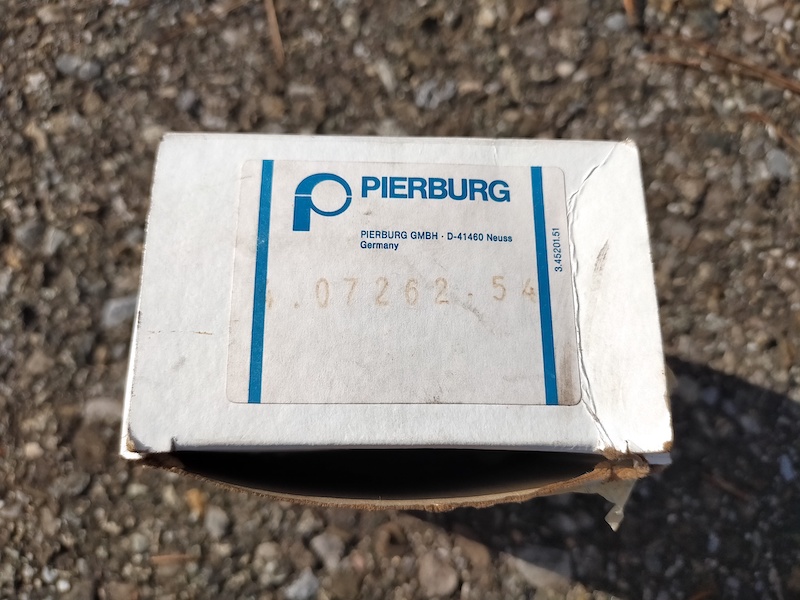 PIERBURG
PIERBURG GMBH · D-41460 Neuss
Germany
.07262.54
3.45201.51